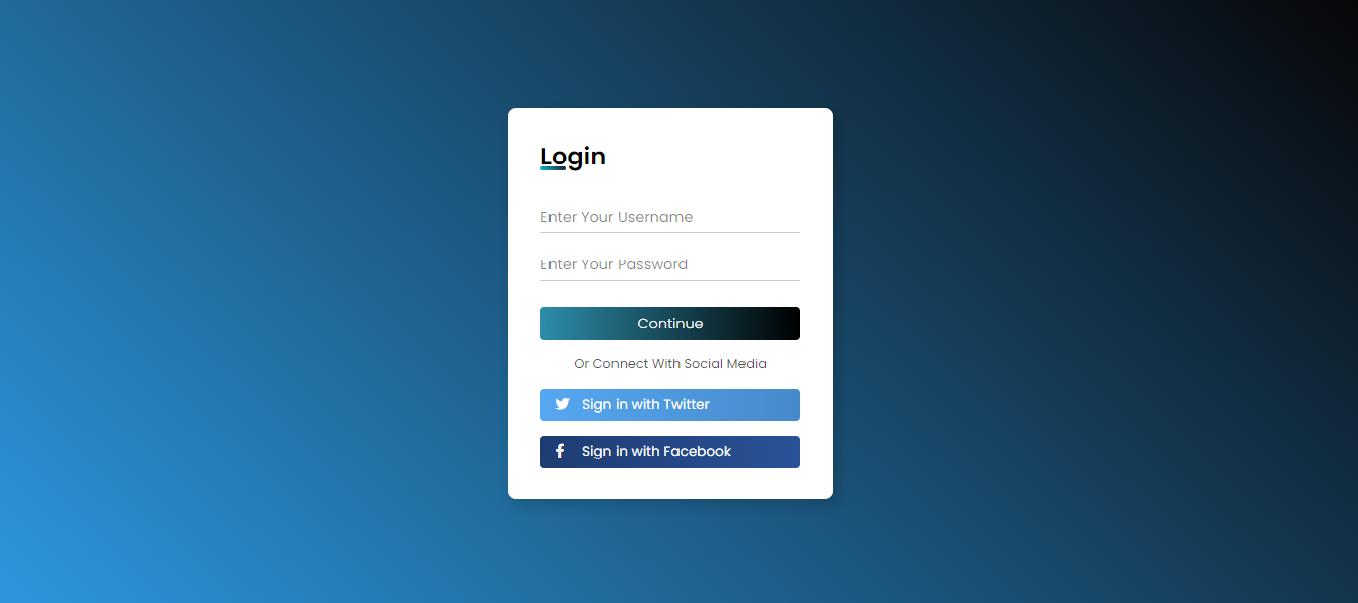 Login
Enter Your Username
Enter Your Password
Continue
Or Connect With Social Media
Sign in with Twitter
Sign in with Facebook